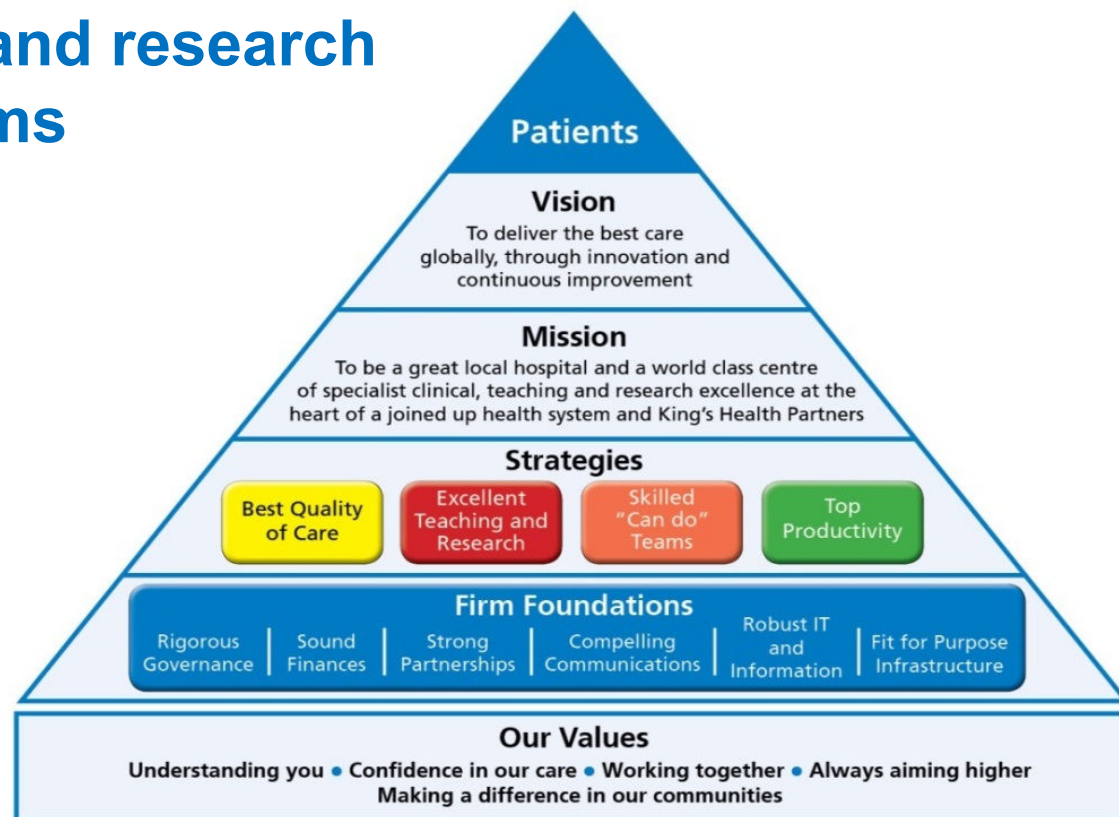 and research
ms
Patients
Vision
To deliver the best care
globally, through innovation and
continuous improvement
Mission
To be a great local hospital and a world class centre
of specialist clinical, teaching and research excellence at the
heart of a joined up health system and King's Health Partners
Strategies
Best Quality
of Care
Excellent
Teaching and
Research
Skilled
"Can do"
Teams
Top
Productivity
Firm Foundations
Rigorous
Governance
Sound
Finances
Strong
Partnerships
Compelling
Communications
Robust IT
and
Information
Fit for Purpose
Infrastructure
Our Values
Understanding you • Confidence in our care • Working together • Always aiming higher
Making a difference in our communities